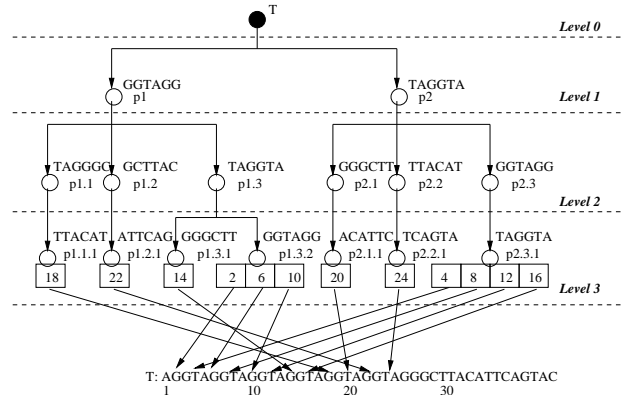 T
Level 0
GGTAGG TAGGTA
p1 p2 Level 1
TAGGGC GCTTAC TAGGTA GGGCTT TTACAT GGTAGG
p1.1 p1.2 p1.3 p2.1 p2.2 p2.3
Level 2
TTACAT ATTCAG GGGCTT GGTAGG ACATTC TCAGTA TAGGTA
p1.1.1 p1.2.1 p1.3.1 p1.3.2 p2.1.1 p2.2.1 p2.3.1
18 22 14 2 6 10 20 24 4 8 12 16
Level 3
T: AGGTAGGTAGGTAGGTAGGTAGGTAGGGCTTACATTCAGTAC
1 10 20 30